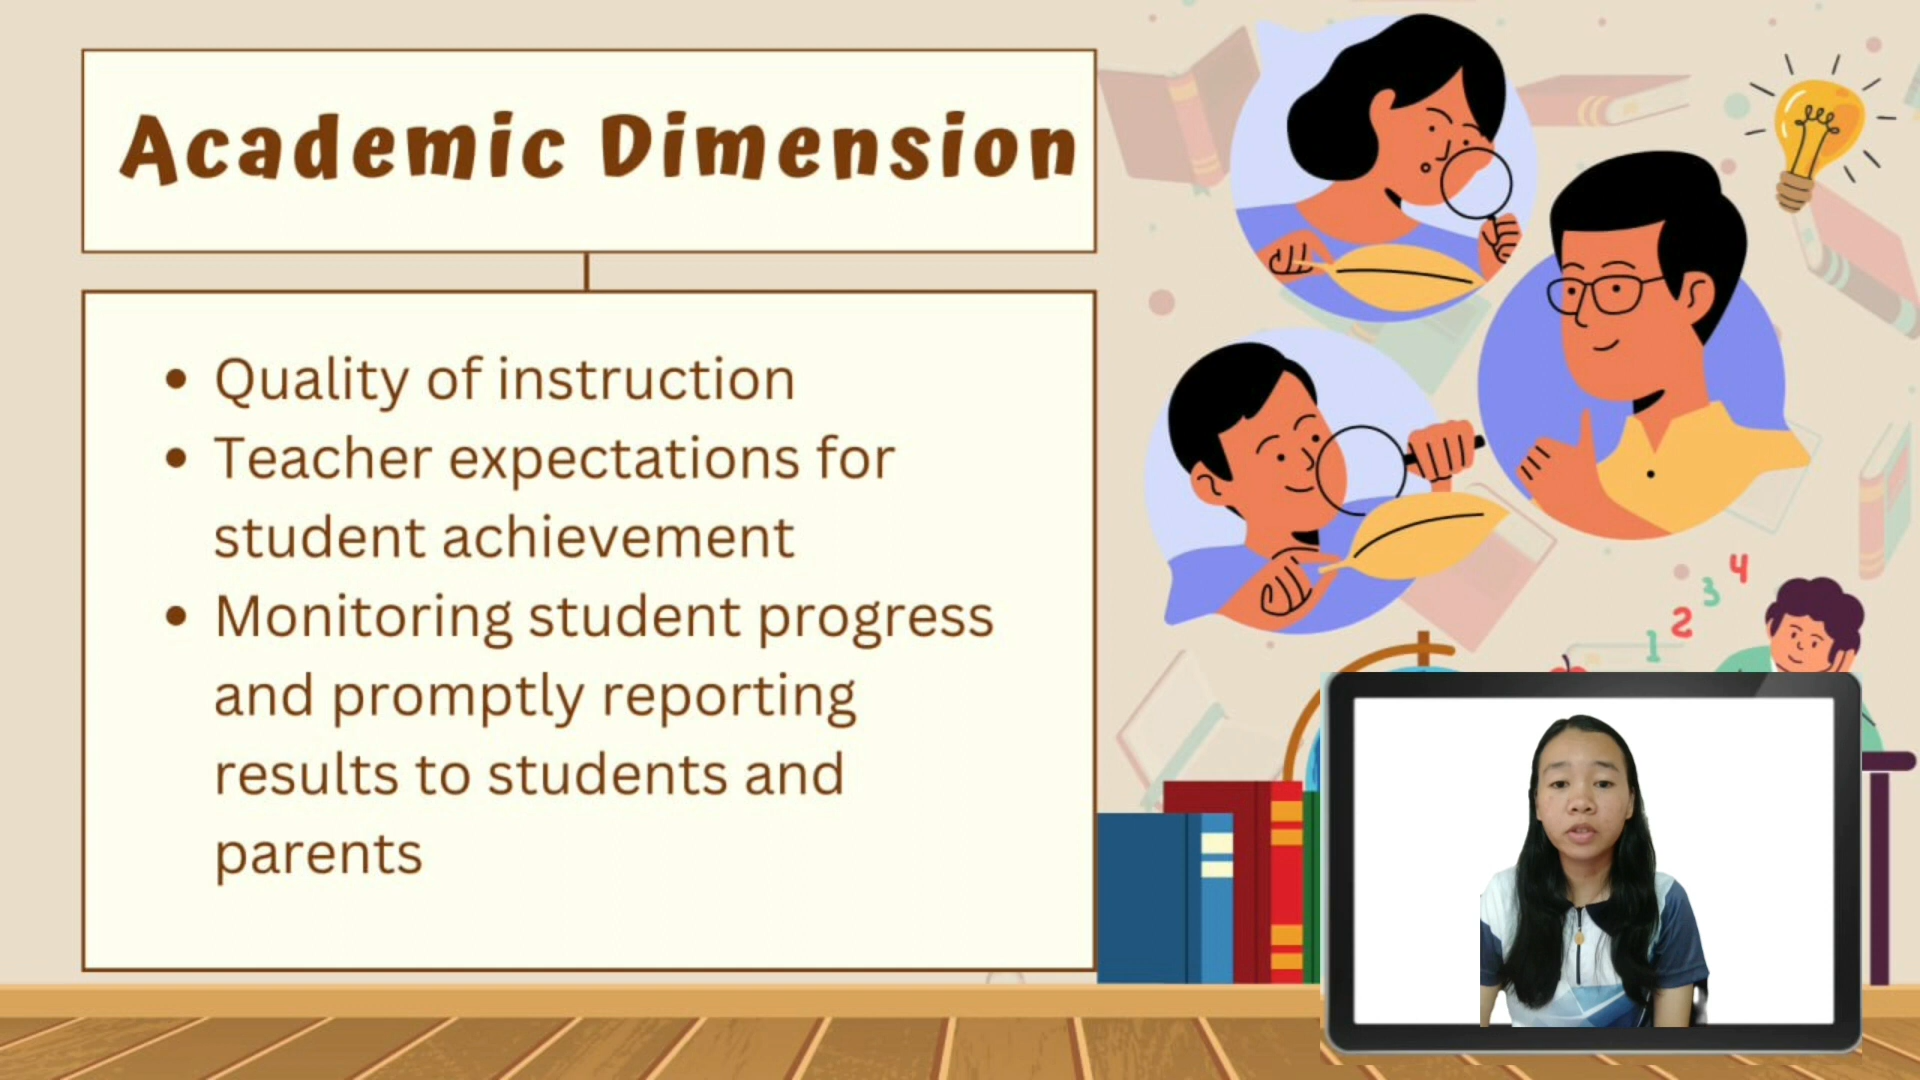 Academic Dimension
• Quality of instruction
• Teacher expectations for
student achievement
• Monitoring student progress
and promptly reporting
results to students and
parents
1 2 3 4